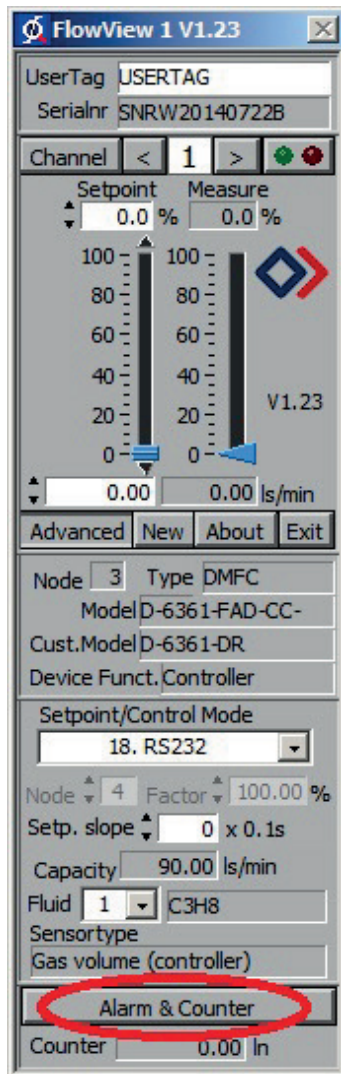 FlowView 1 V1.23
UserTag USERTAG
Serialnr SNRW20140722B
Channel < 1 >
Setpoint Measure
0.0 % 0.0 %
100 100
80 80
60 60
40 40
V1.23
20 20
0 0
0.00 0.00 ls/min
Advanced New About Exit
Node 3 Type DMFC
Model D-6361-FAD-CC-
Cust.Model D-6361-DR
Device Funct. Controller
Setpoint/Control Mode
18. RS232
Node 4 Factor 100.00 %
Setp. slope 0 x 0.1s
Capacity 90.00 ls/min
Fluid 1 C3H8
Sensortype
Gas volume (controller)
Alarm & Counter
Counter 0.00 ln